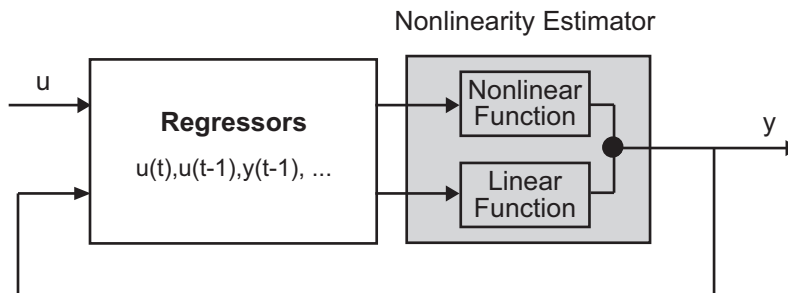 Nonlinearity Estimator
u
Regressors
u(t),u(t-1),y(t-1), ...
Nonlinear
Function
Linear
Function
y